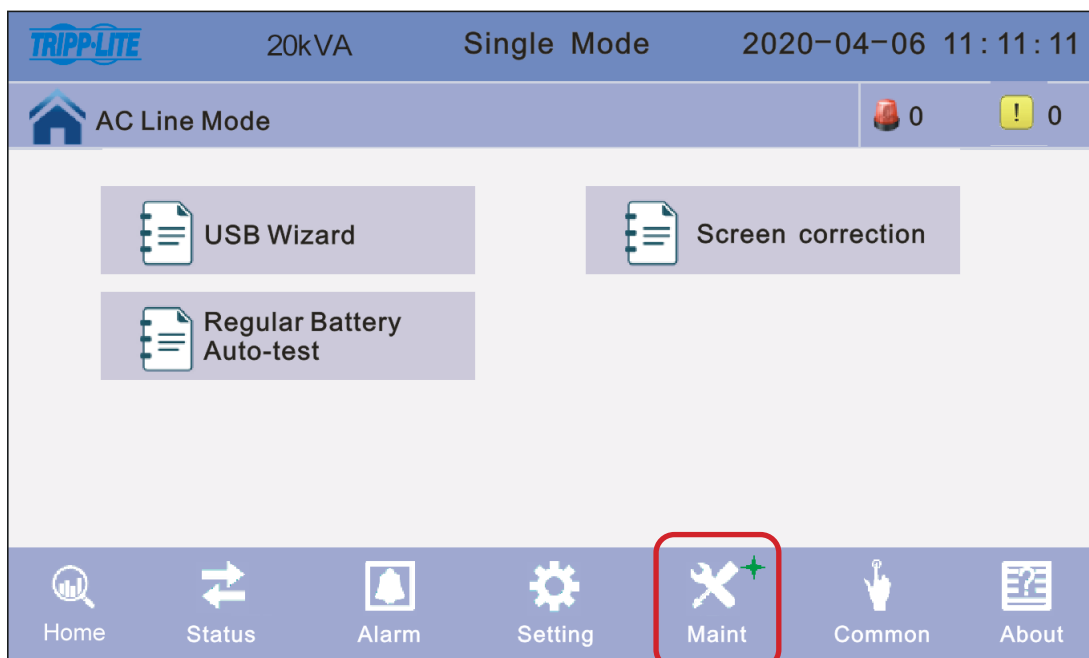 TRIPP·LITE 20kVA Single Mode 2020-04-06 11:11:11
AC Line Mode 0 ! 0
USB Wizard Screen correction
Regular Battery
Auto-test
Home Status Alarm Setting Maint Common About